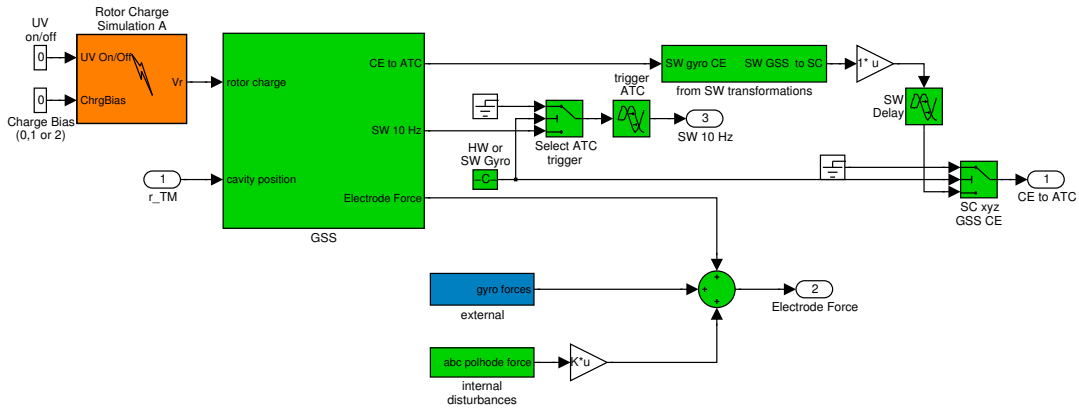 UV
on/off
0
0
Charge Bias
(0,1 or 2)
Rotor Charge
Simulation A
UV On/Off
ChrgBias
Vr
1
r_TM
rotor charge
cavity position
CE to ATC
SW 10 Hz
Electrode Force
GSS
HW or
SW Gyro
-C-
Select ATC
trigger
trigger
ATC
3
SW 10 Hz
SW gyro CE
SW GSS to SC
from SW transformations
1* u
SW
Delay
SC xyz
GSS CE
1
CE to ATC
gyro forces
external
abc polhode force
internal
disturbances
K*u
+
+
+
2
Electrode Force